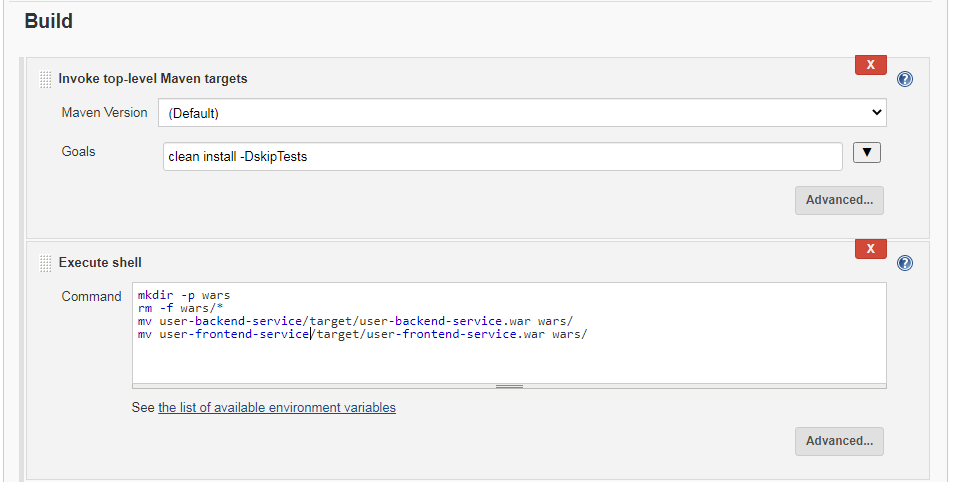 Build
X
Invoke top-level Maven targets
?
Maven Version
(Default)
Goals
clean install -DskipTests
▼
Advanced...
X
Execute shell
?
Command
mkdir -p wars
rm -f wars/*
mv user-backend-service/target/user-backend-service.war wars/
mv user-frontend-service/target/user-frontend-service.war wars/
See the list of available environment variables
Advanced...